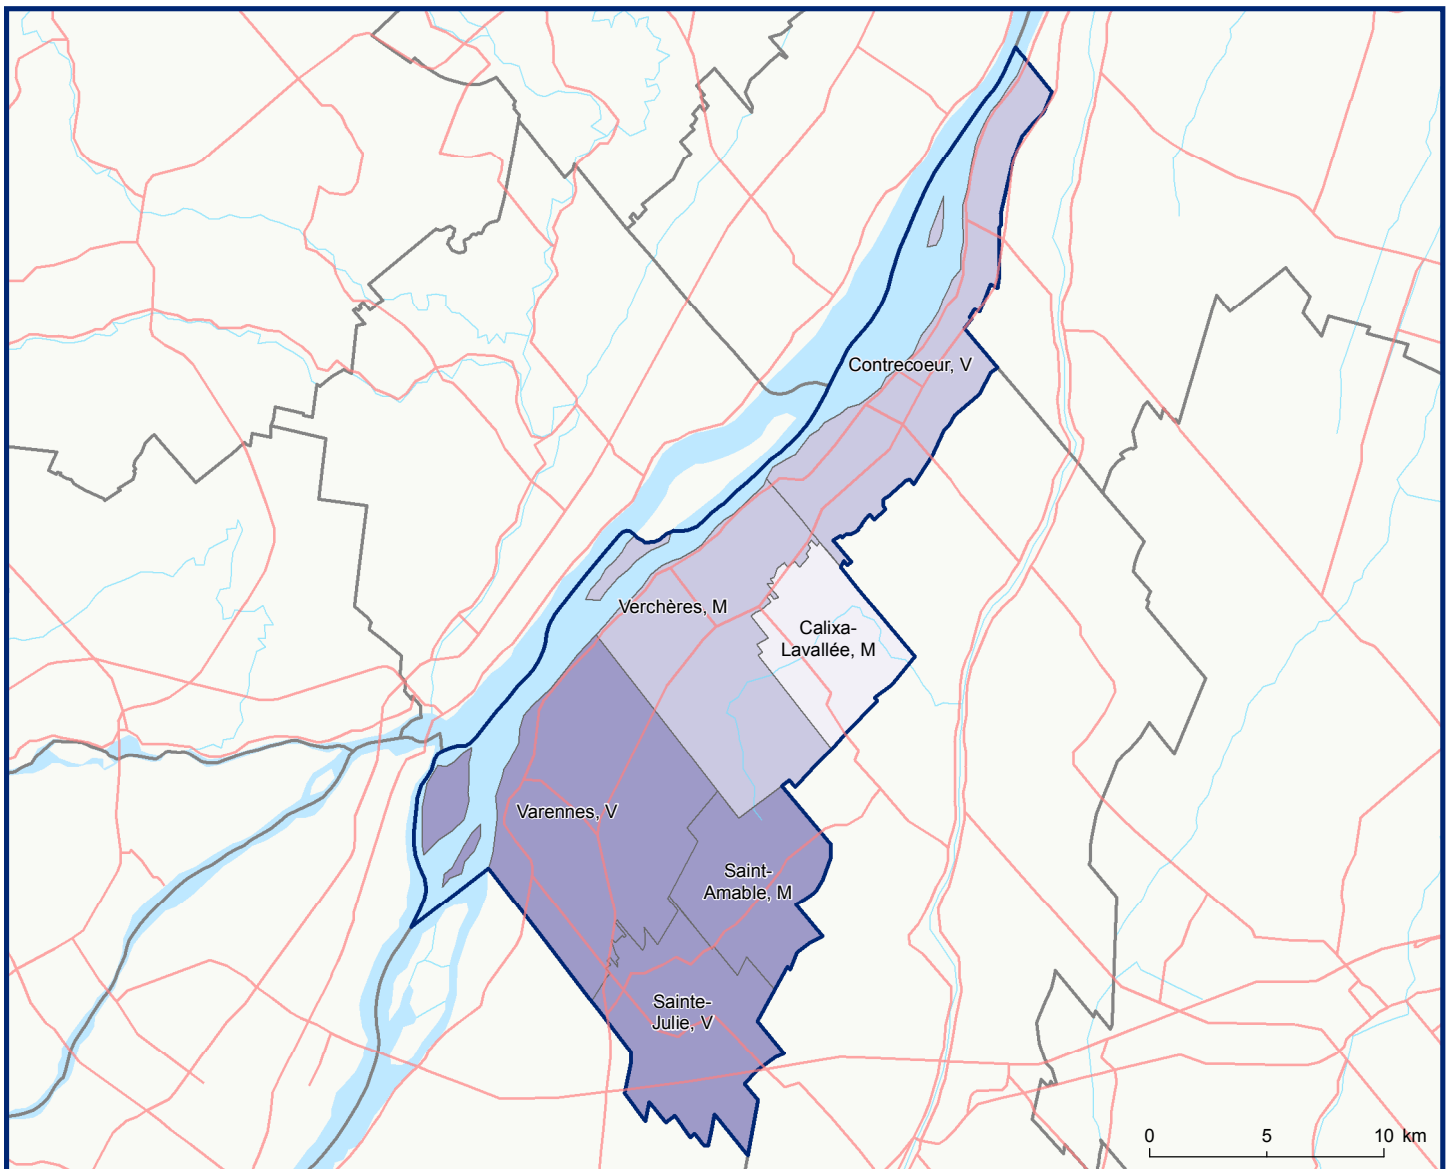 Contrecoeur, V
Verchères, M
Calixa-
Lavallée, M
Varennes, V
Saint-
Amable, M
Sainte-
Julie, V
0 5 10 km